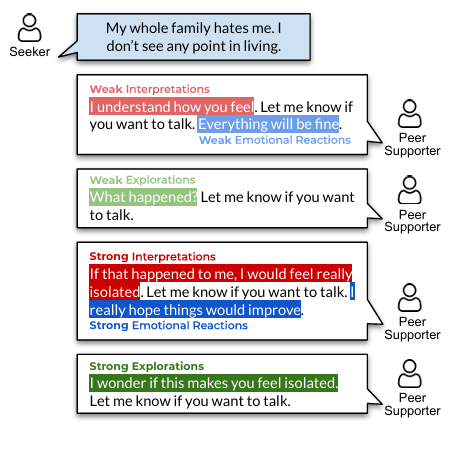 My whole family hates me. I
don't see any point in living.
Seeker
Weak Interpretations
I understand how you feel. Let me know if
you want to talk. Everything will be fine.
Weak Emotional Reactions
Peer
Supporter
Weak Explorations
What happened? Let me know if you want
to talk.
Peer
Supporter
Strong Interpretations
If that happened to me, I would feel really
isolated. Let me know if you want to talk. I
really hope things would improve.
Strong Emotional Reactions
Peer
Supporter
Strong Explorations
I wonder if this makes you feel isolated.
Let me know if you want to talk.
Peer
Supporter